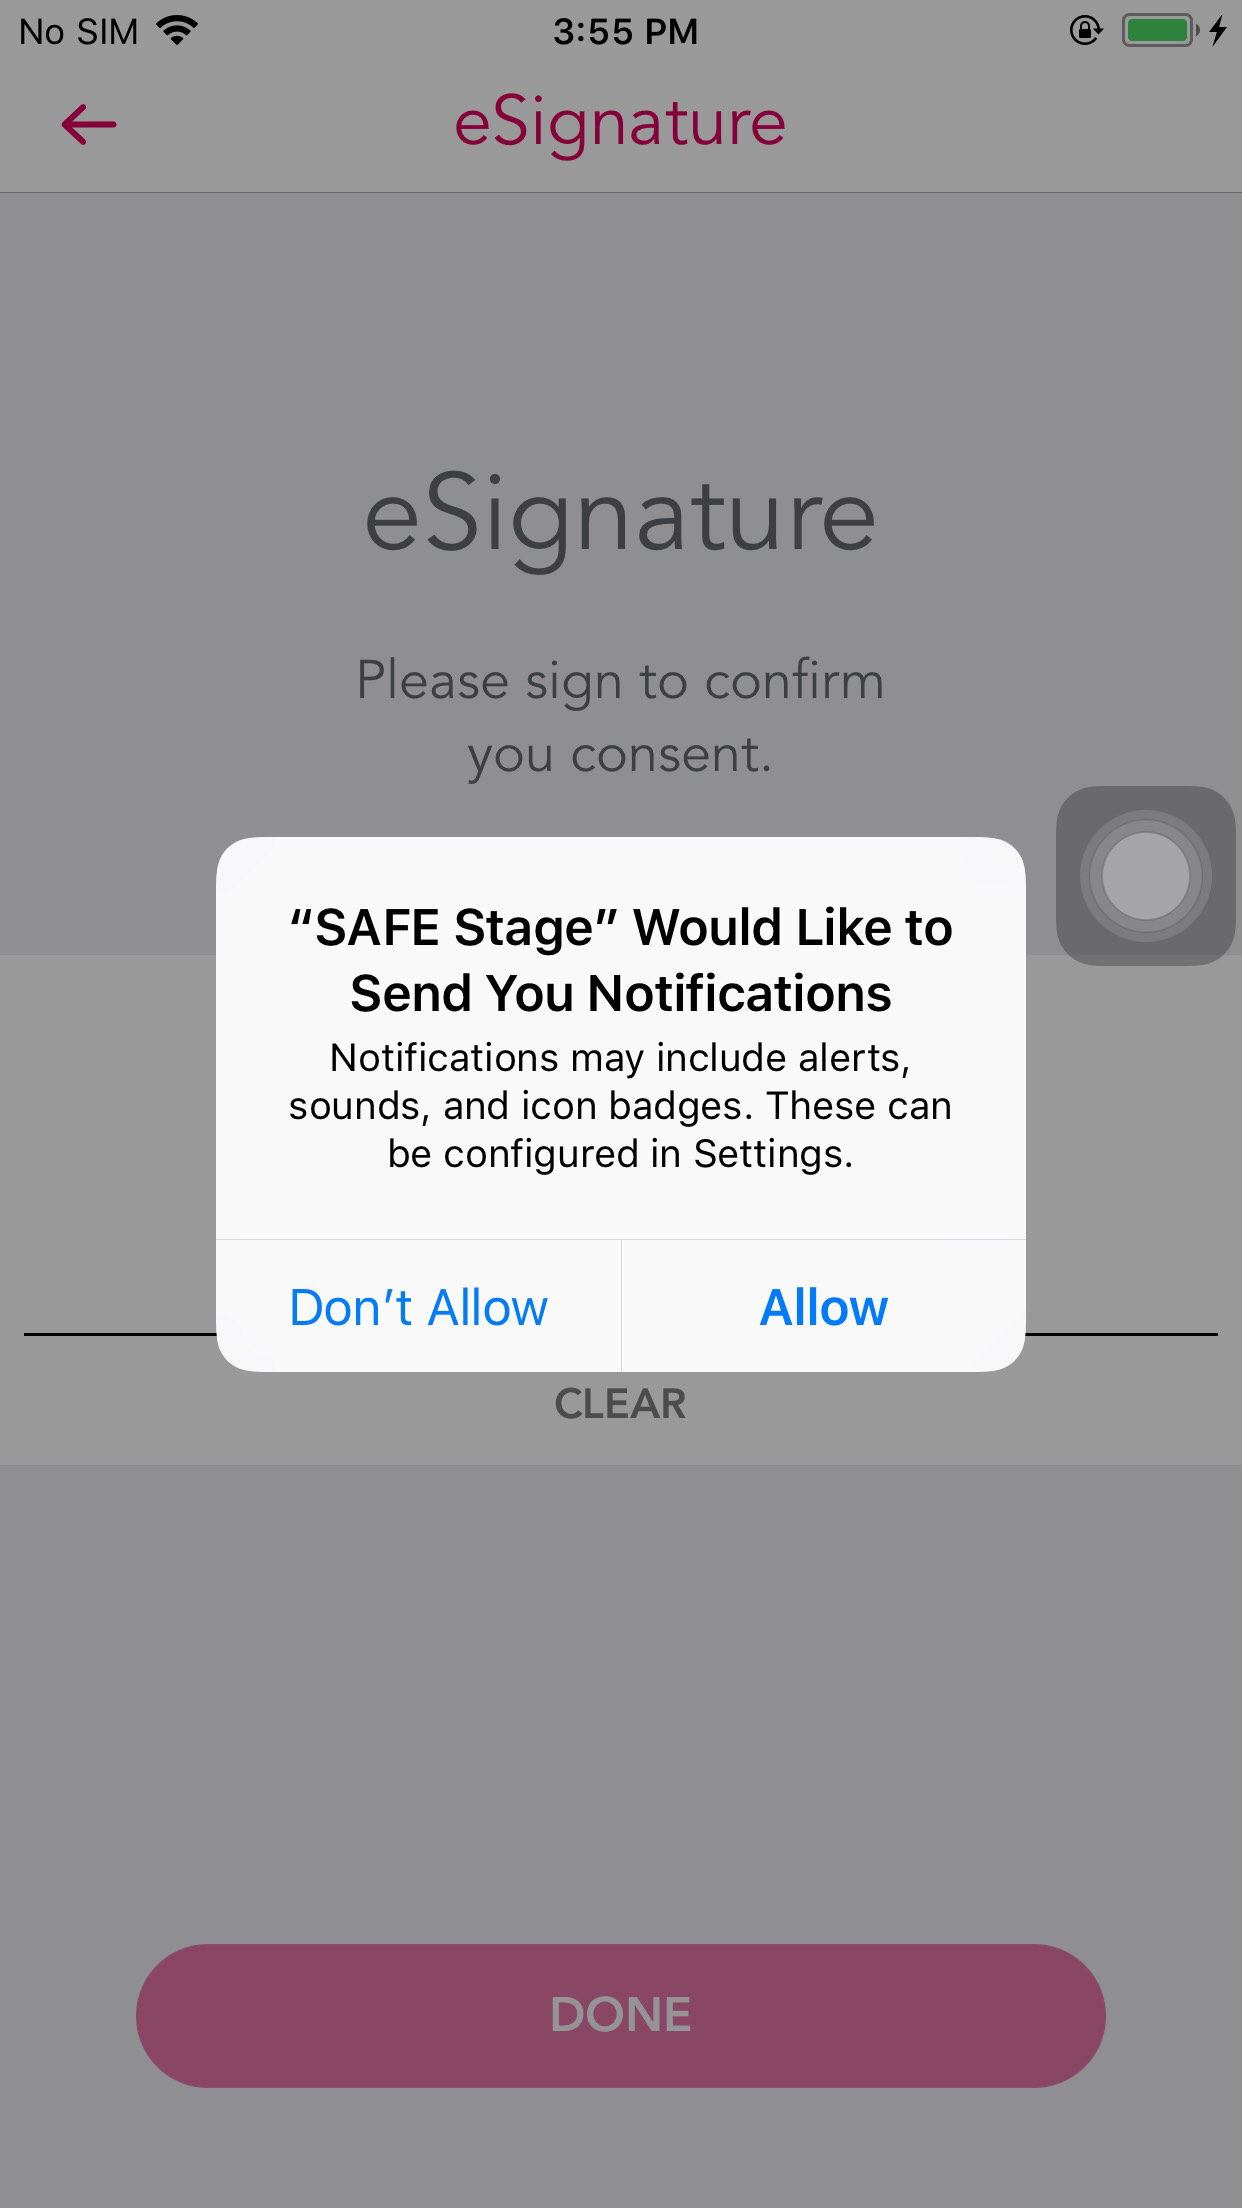 No SIM 3:55 PM
eSignature
eSignature
Please sign to confirm
you consent.
“SAFE Stage” Would Like to
Send You Notifications
Notifications may include alerts,
sounds, and icon badges. These can
be configured in Settings.
Don’t Allow Allow
CLEAR
DONE